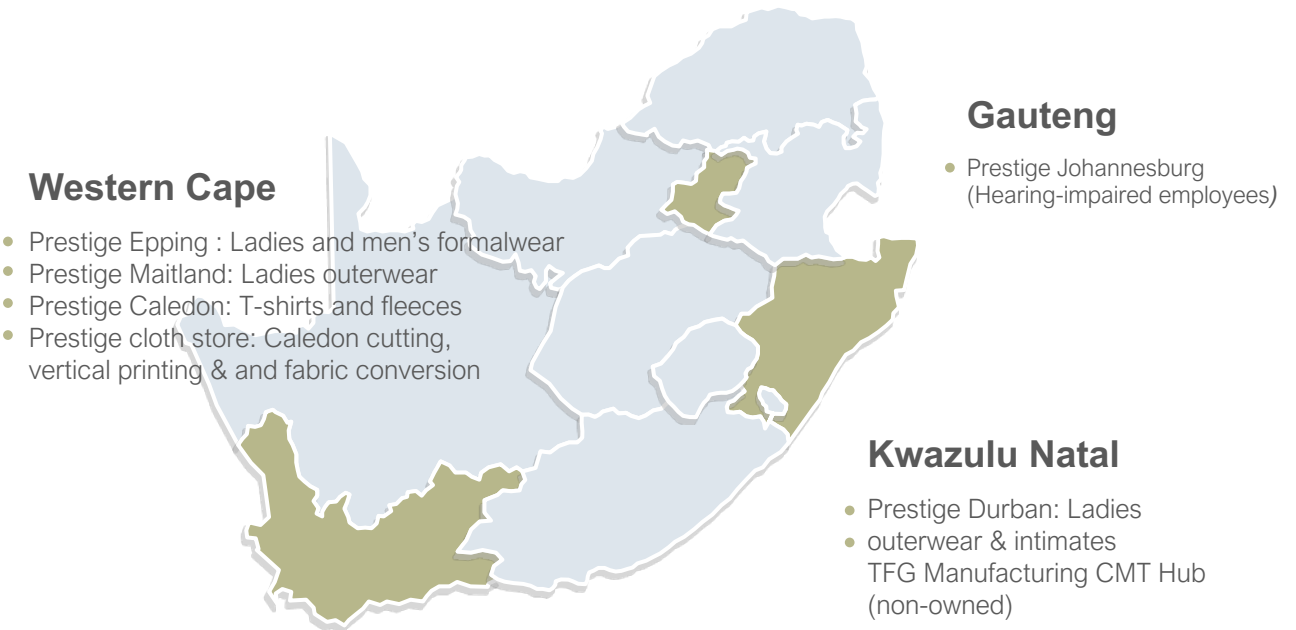 Western Cape
• Prestige Epping : Ladies and men's formalwear
• Prestige Maitland: Ladies outerwear
• Prestige Caledon: T-shirts and fleeces
• Prestige cloth store: Caledon cutting,
vertical printing & and fabric conversion
Gauteng
• Prestige Johannesburg
(Hearing-impaired employees)
Kwazulu Natal
• Prestige Durban: Ladies
• outerwear & intimates
TFG Manufacturing CMT Hub
(non-owned)